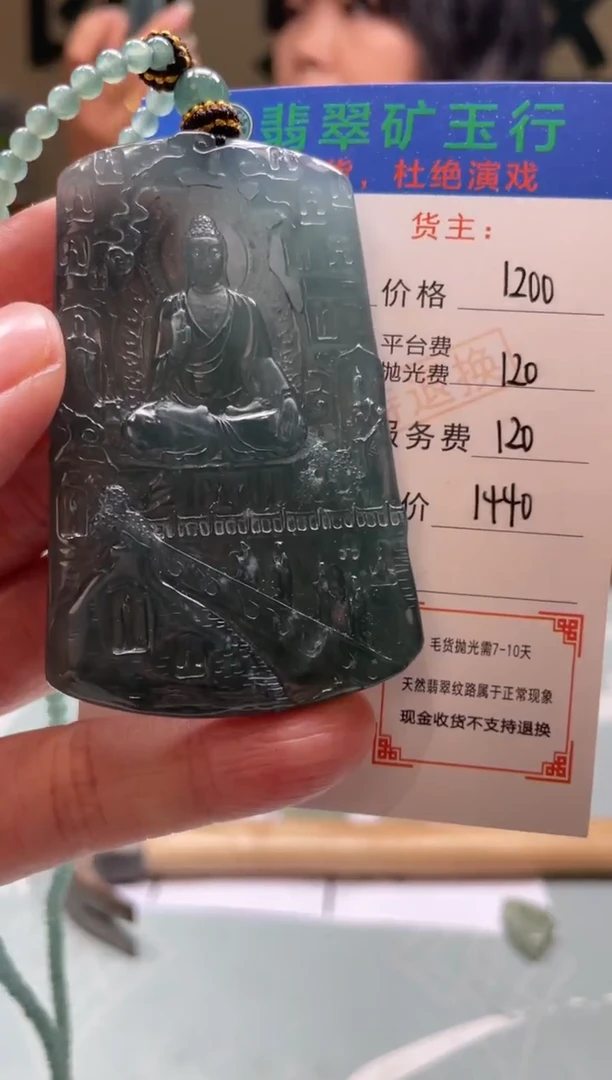 翡翠矿玉行
货，杜绝演戏
货主：
价格 1200
平台费
抛光费 120
服务费 120
价 1440
毛货抛光需7-10天
天然翡翠纹路属于正常现象
现金收货不支持退换